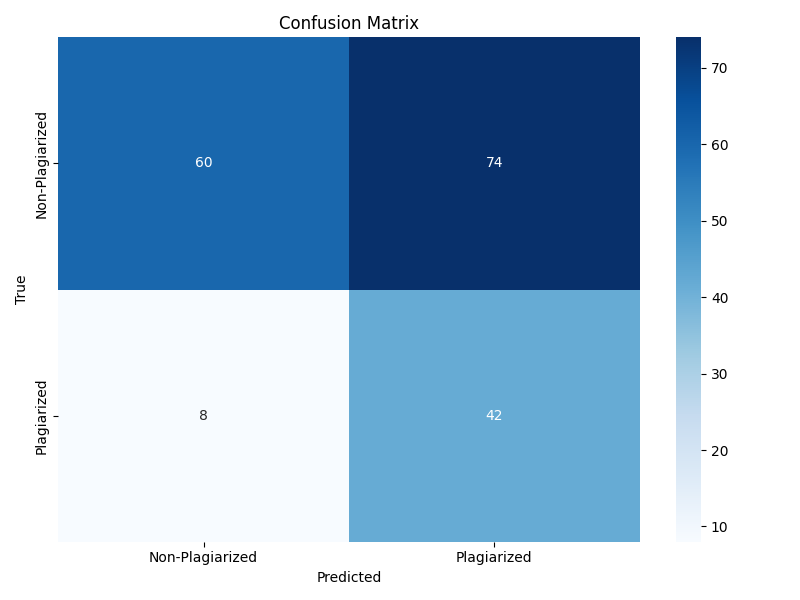 Confusion Matrix
Non-Plagiarized
60
74
70
60
50
40
30
20
10
True
Plagiarized
8
42
Non-Plagiarized
Plagiarized
Predicted